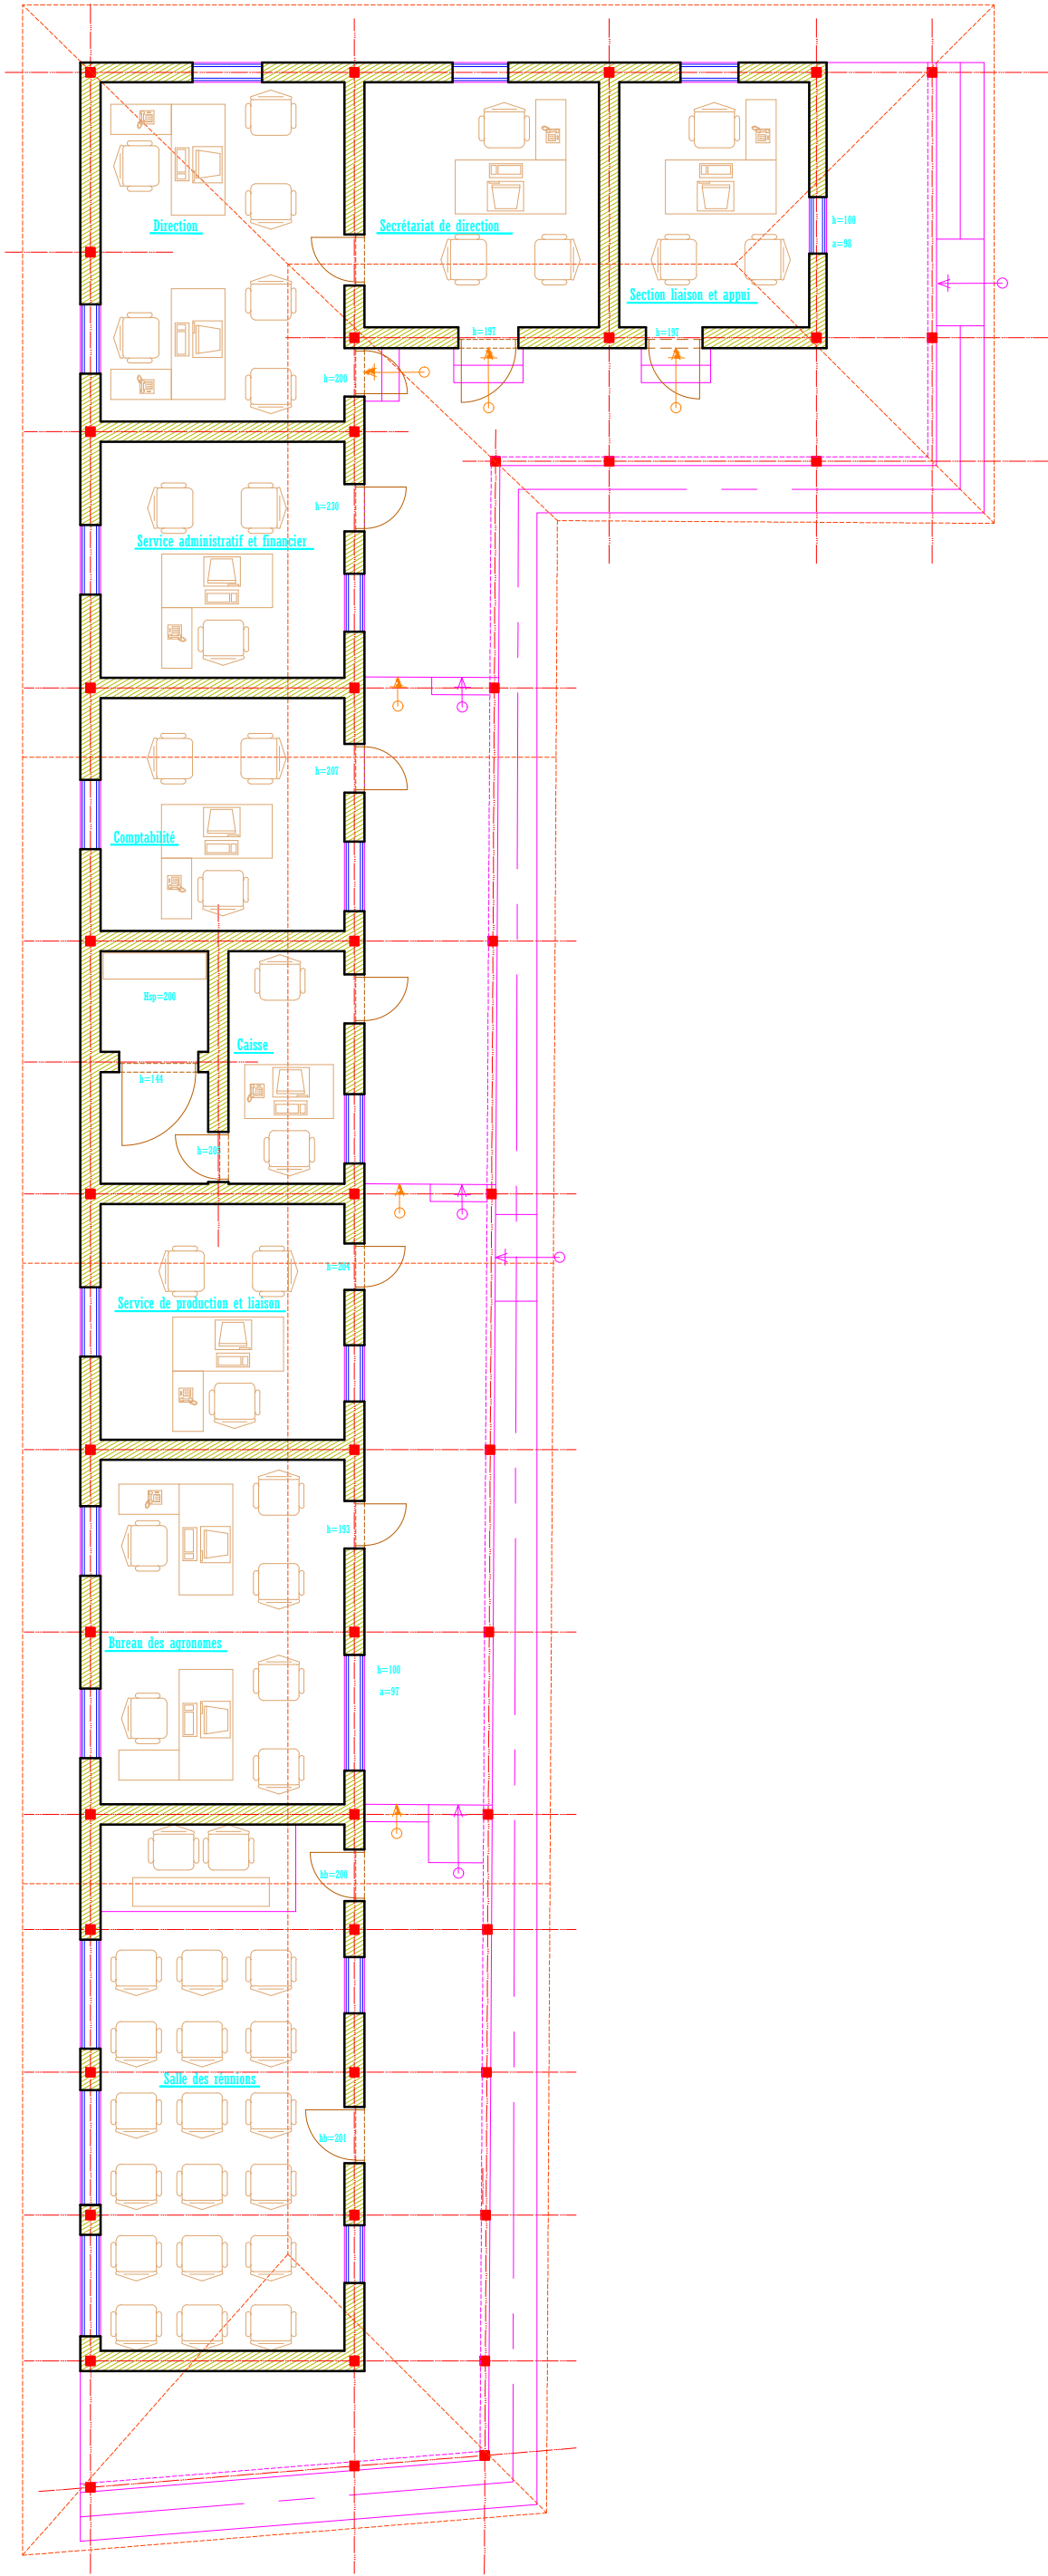 Direction
Secrétariat de direction
h=100
a=98
Section liaison et appui
h=197
h=197
h=200
h=230
Service administratif et financier
h=207
Comptabilité
Hsp=200
Caisse
h=144
h=20
h=204
Service de production et liaison
h=193
Bureau des agronomes
h=100
a=97
hh=260
Salle des réunions
hh=201